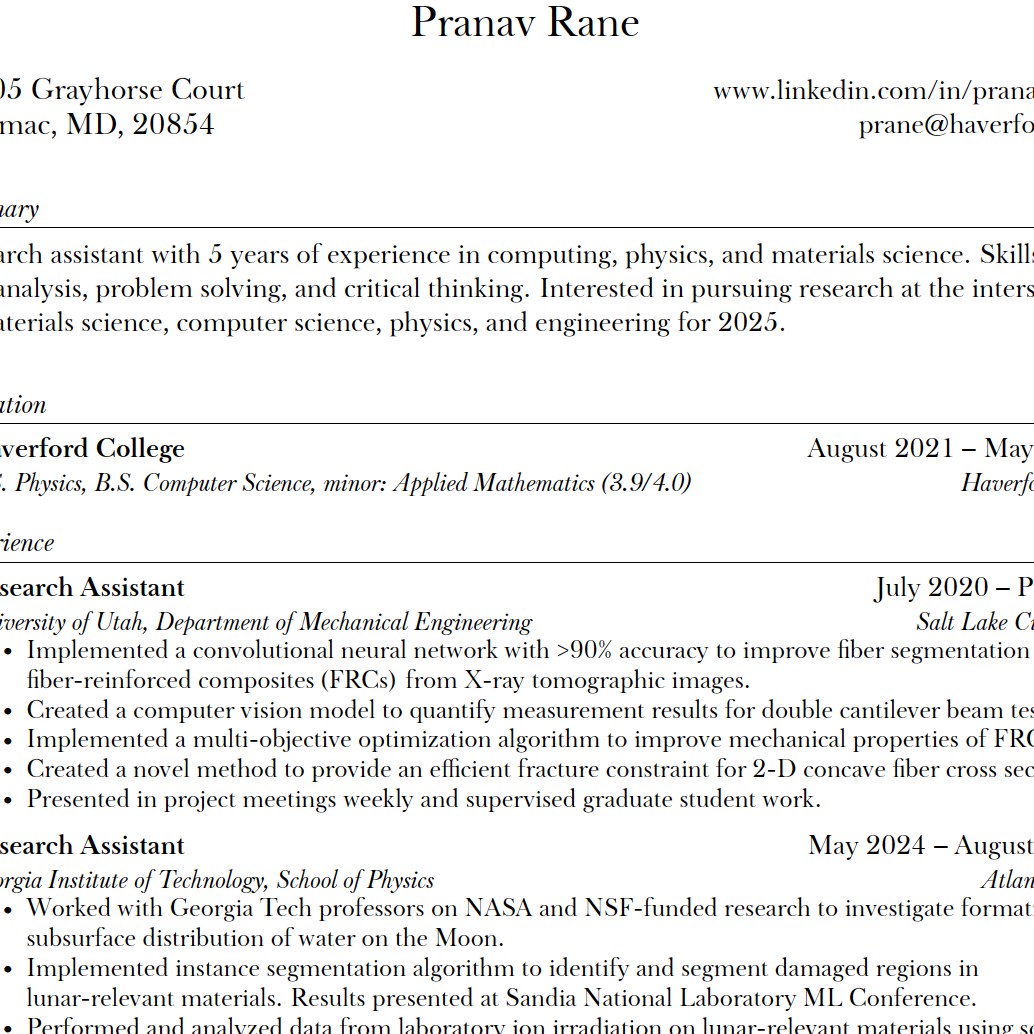 Pranav Rane
05 Grayhorse Court
www.linkedin.com/in/prana
mac, MD, 20854
prane@haverfo
ary
arch assistant with 5 years of experience in computing, physics, and materials science. Skills
analysis, problem solving, and critical thinking. Interested in pursuing research at the inters
aterials science, computer science, physics, and engineering for 2025.
ation
verford College
August 2021 – May
. Physics, B.S. Computer Science, minor: Applied Mathematics (3.9/4.0)
Haverfo
rience
search Assistant
July 2020 – P
iversity of Utah, Department of Mechanical Engineering
Salt Lake Ci
• Implemented a convolutional neural network with >90% accuracy to improve fiber segmentation
fiber-reinforced composites (FRCs) from X-ray tomographic images.
• Created a computer vision model to quantify measurement results for double cantilever beam tes
• Implemented a multi-objective optimization algorithm to improve mechanical properties of FRC
• Created a novel method to provide an efficient fracture constraint for 2-D concave fiber cross sec
• Presented in project meetings weekly and supervised graduate student work.
search Assistant
May 2024 – August
orgia Institute of Technology, School of Physics
Atlan
• Worked with Georgia Tech professors on NASA and NSF-funded research to investigate formati
subsurface distribution of water on the Moon.
• Implemented instance segmentation algorithm to identify and segment damaged regions in
lunar-relevant materials. Results presented at Sandia National Laboratory ML Conference.
• Performed and analyzed data from laboratory ion irradiation on lunar-relevant materials using so